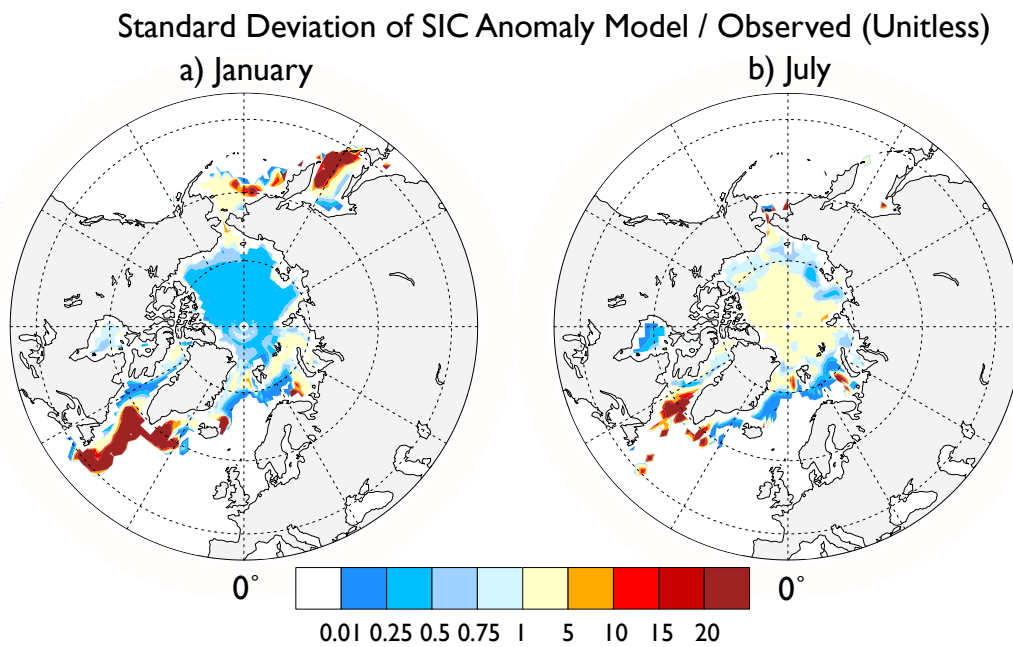 Standard Deviation of SIC Anomaly Model / Observed (Unitless)
a) January
b) July
0°
0°
0.01 0.25 0.5 0.75 1 5 10 15 20